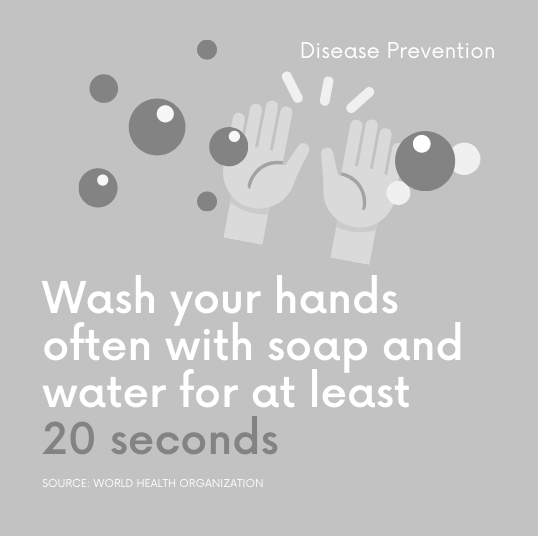 Disease Prevention
Wash your hands
often with soap and
water for at least
20 seconds
SOURCE: WORLD HEALTH ORGANIZATION